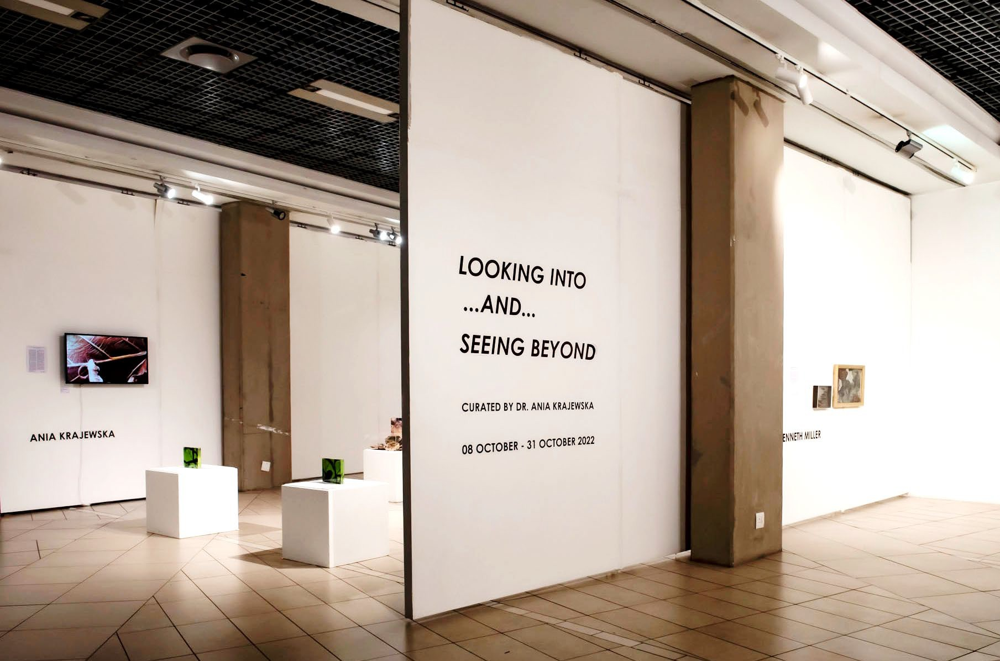 LOOKING INTO
...AND...
SEEING BEYOND
CURATED BY DR. ANIA KRAJEWSKA
08 OCTOBER - 31 OCTOBER 2022
ANIA KRAJEWSKA
ENNETH MILLER